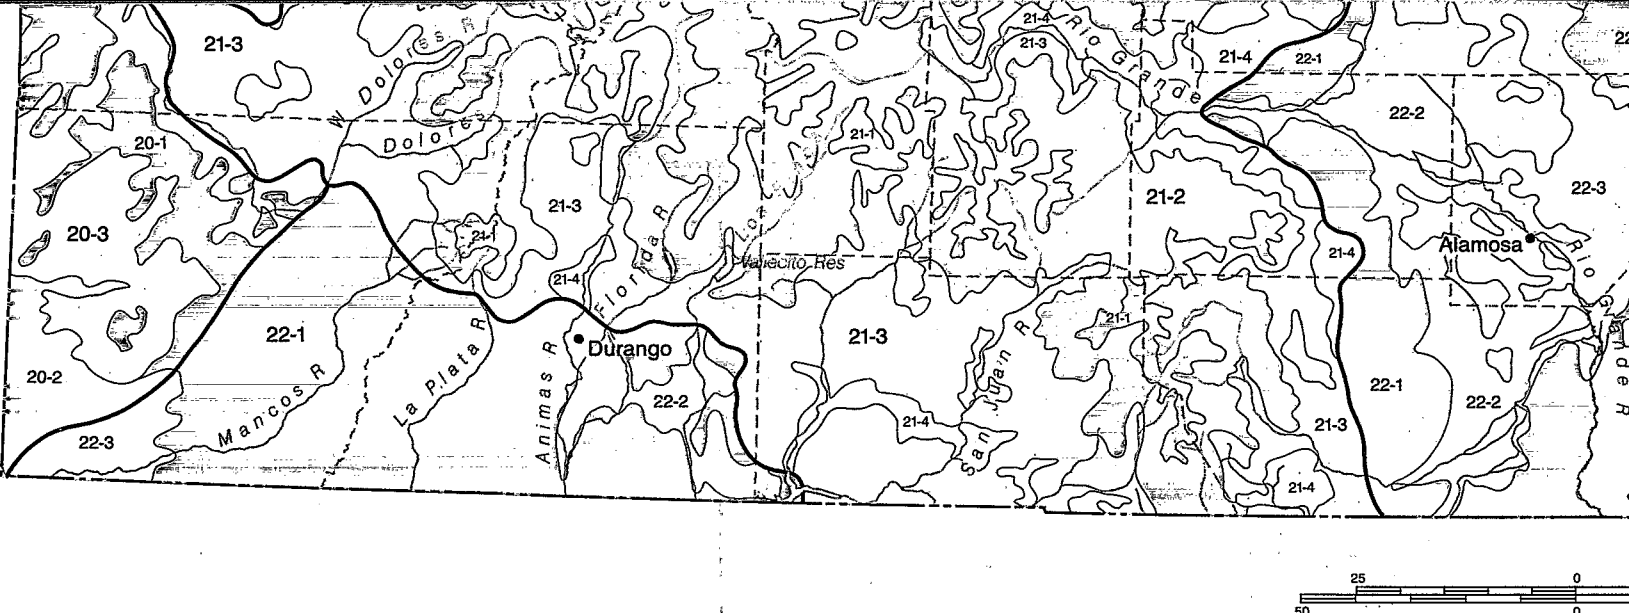 21-4
21-3
Rio Grande
21-3
21-4
22-1
22
W Dolores R
Dolores
20-1
21-1
22-2
21-3
21-2
22-3
20-3
21-1
Florida R
Los
Alamosa
21-4
Vallecito Res
21-4
Rio Grande R
22-1
21-3
21-1
Durango
20-2
Mancos R
La Plata R
Animas R
San Juan R
22-1
22-2
22-2
21-4
21-3
22-3
21-4
25 0
50 0